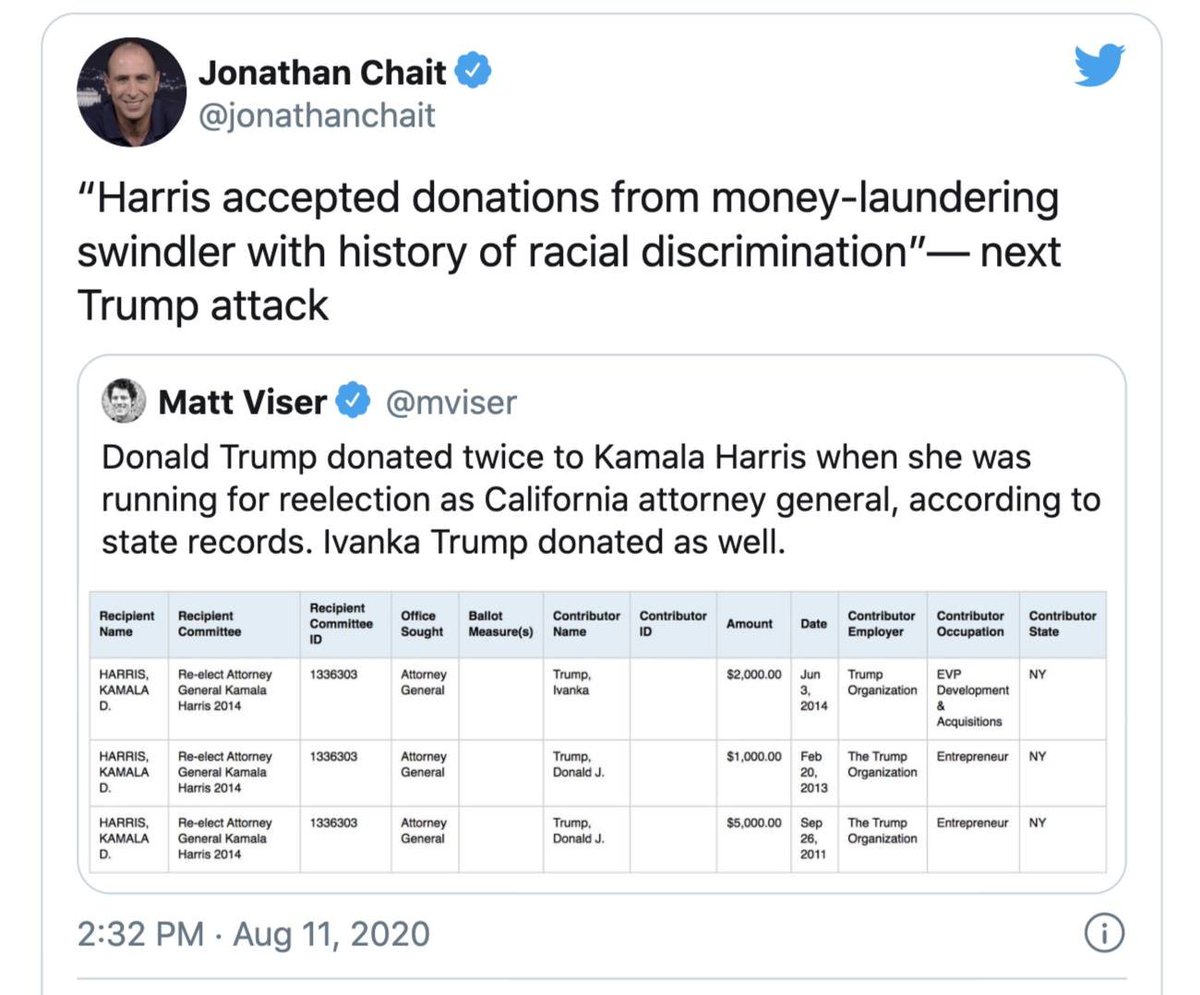 Jonathan Chait
@jonathanchait
“Harris accepted donations from money-laundering
swindler with history of racial discrimination”— next
Trump attack
Matt Viser @mviser
Donald Trump donated twice to Kamala Harris when she was
running for reelection as California attorney general, according to
state records. Ivanka Trump donated as well.
Recipient Name Recipient Committee Recipient Committee ID Office Sought Ballot Measure(s) Contributor Name Contributor ID Amount Date Contributor Employer Contributor Occupation Contributor State
HARRIS, KAMALA D. Re-elect Attorney General Kamala Harris 2014 1336303 Attorney General Trump, Ivanka $2,000.00 Jun 3, 2014 Trump Organization EVP Development & Acquisitions NY
HARRIS, KAMALA D. Re-elect Attorney General Kamala Harris 2014 1336303 Attorney General Trump, Donald J. $1,000.00 Feb 20, 2013 The Trump Organization Entrepreneur NY
HARRIS, KAMALA D. Re-elect Attorney General Kamala Harris 2014 1336303 Attorney General Trump, Donald J. $5,000.00 Sep 26, 2011 The Trump Organization Entrepreneur NY
2:32 PM · Aug 11, 2020